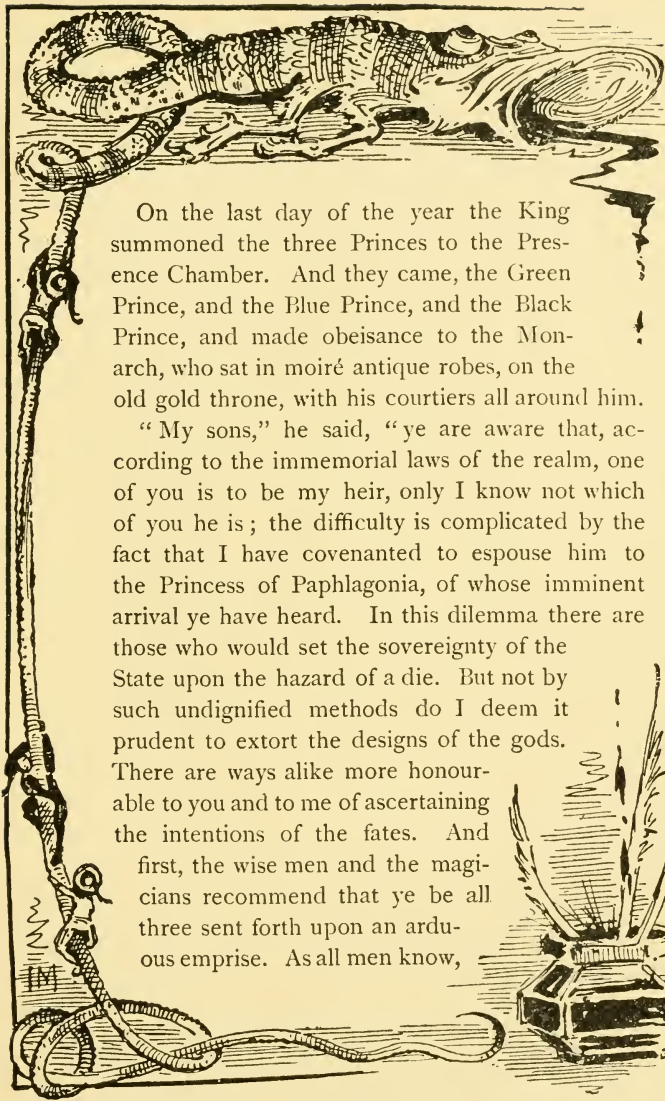 On the last day of the year the King
summoned the three Princes to the Pres-
ence Chamber. And they came, the Green
Prince, and the Blue Prince, and the Black
Prince, and made obeisance to the Mon-
arch, who sat in moiré antique robes, on the
old gold throne, with his courtiers all around him.
“ My sons,” he said, “ ye are aware that, ac-
cording to the immemorial laws of the realm, one
of you is to be my heir, only I know not which
of you he is ; the difficulty is complicated by the
fact that I have covenanted to espouse him to
the Princess of Paphlagonia, of whose imminent
arrival ye have heard. In this dilemma there are
those who would set the sovereignty of the
State upon the hazard of a die. But not by
such undignified methods do I deem it
prudent to extort the designs of the gods.
There are ways alike more honour-
able to you and to me of ascertaining
the intentions of the fates. And
first, the wise men and the magi-
cians recommend that ye be all
three sent forth upon an ardu-
ous emprise. As all men know,